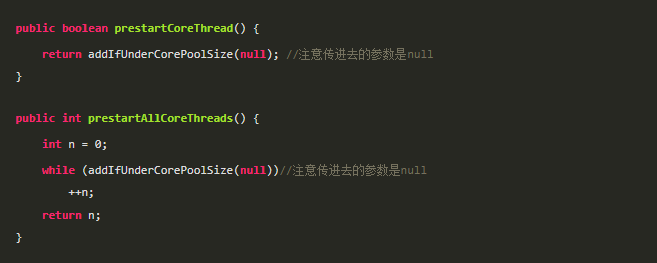 public boolean prestartCoreThread() {
    return addIfUnderCorePoolSize(null); //注意传进去的参数是null
}
public int prestartAllCoreThreads() {
    int n = 0;
    while (addIfUnderCorePoolSize(null))//注意传进去的参数是null
        ++n;
    return n;
}